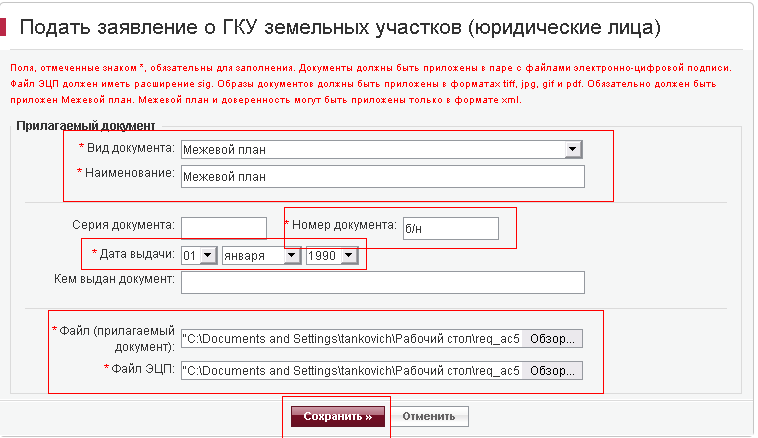 Подать заявление о ГКУ земельных участков (юридические лица)
Поля, отмеченные знаком *, обязательны для заполнения. Документы должны быть приложены в паре с файлами электронно-цифровой подписи.
Файл ЭЦП должен иметь расширение sig. Образы документов должны быть приложены в форматах tiff, jpg, gif и pdf. Обязательно должен быть
приложен Межевой план. Межевой план и доверенность могут быть приложены только в формате xml.
Прилагаемый документ
* Вид документа: Межевой план
* Наименование: Межевой план
Серия документа: * Номер документа: б/н
* Дата выдачи: 01 января 1990
Кем выдан документ:
* Файл (прилагаемый
документ): "C:\Documents and Settings\tankovich\Рабочий стол\req_ac5 Обзор...
* Файл ЭЦП: "C:\Documents and Settings\tankovich\Рабочий стол\req_ac5 Обзор...
Сохранить » Отменить